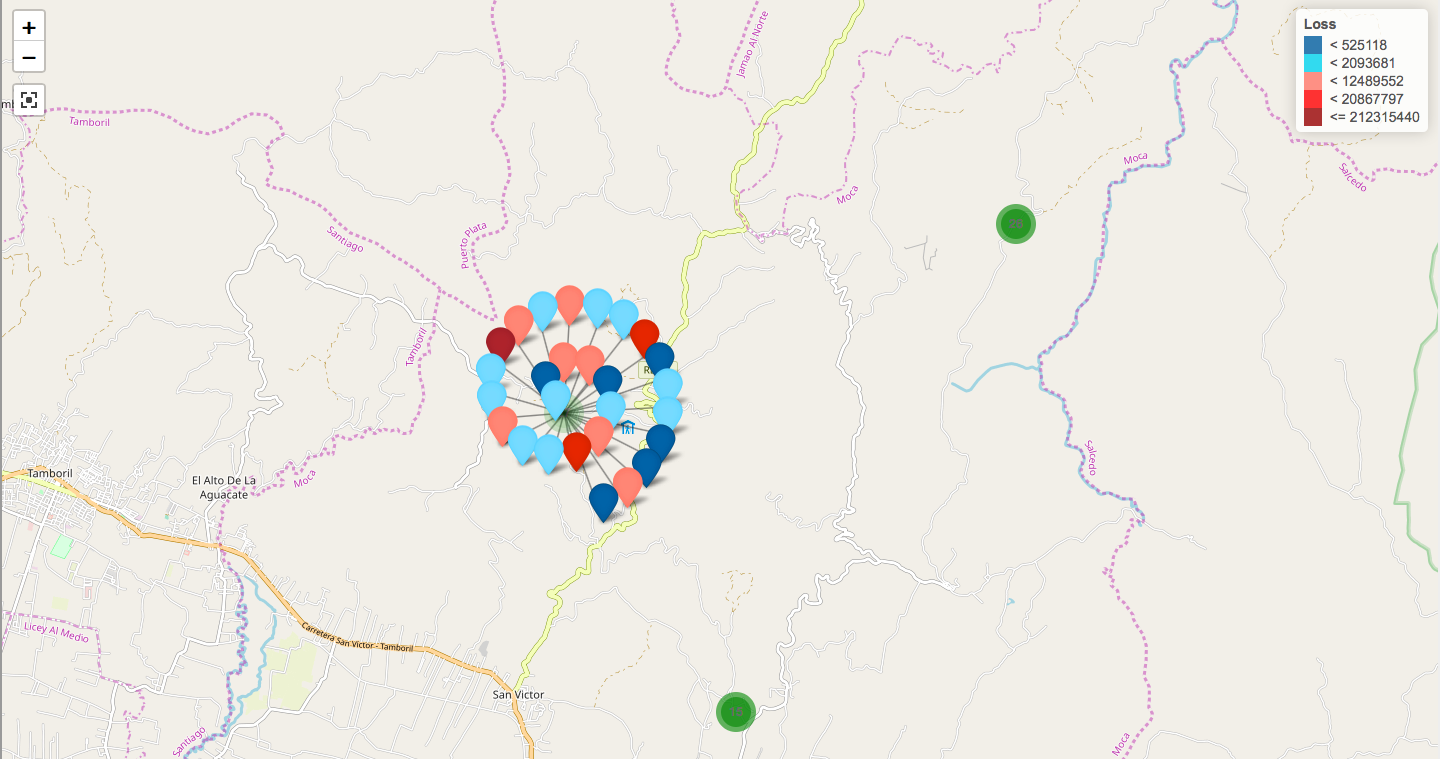 +
−
Loss
< 525118
< 2093681
< 12489552
< 20867797
<= 212315440
Jamao Al Norte
Tamboril
Moca
Salcedo
Moca
Puerto Plata
Santiago
Tamboril
Salcedo
Moca
Tamboril
El Alto De La
Aguacate
Licey Al Medio
Carretera San Victor - Tamboril
San Victor
Santiago
Moca